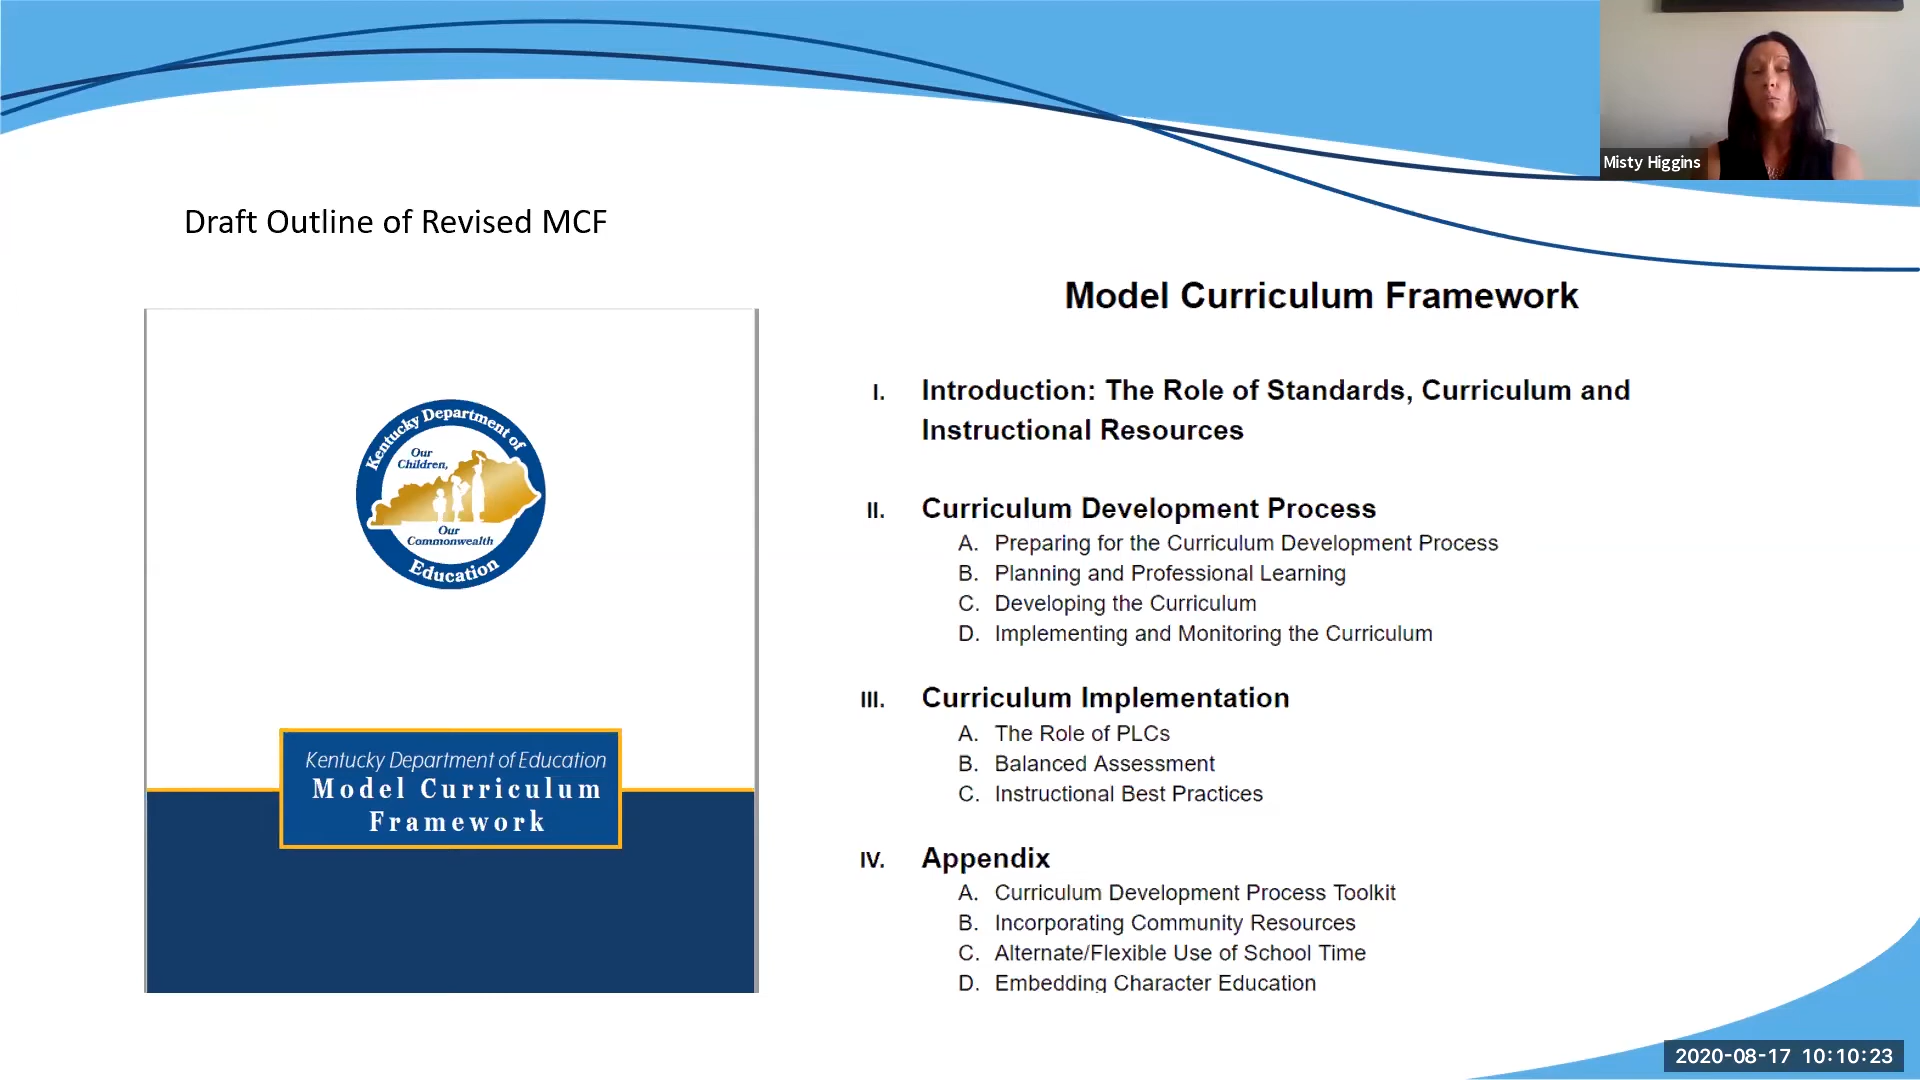 Misty Higgins
Draft Outline of Revised MCF
Kentucky Department of
Our
Children,
Our
Commonwealth
Education
Kentucky Department of Education
Model Curriculum
Framework
Model Curriculum Framework
I. Introduction: The Role of Standards, Curriculum and
Instructional Resources
II. Curriculum Development Process
A. Preparing for the Curriculum Development Process
B. Planning and Professional Learning
C. Developing the Curriculum
D. Implementing and Monitoring the Curriculum
III. Curriculum Implementation
A. The Role of PLCs
B. Balanced Assessment
C. Instructional Best Practices
IV. Appendix
A. Curriculum Development Process Toolkit
B. Incorporating Community Resources
C. Alternate/Flexible Use of School Time
D. Embedding Character Education
2020-08-17 10:10:23